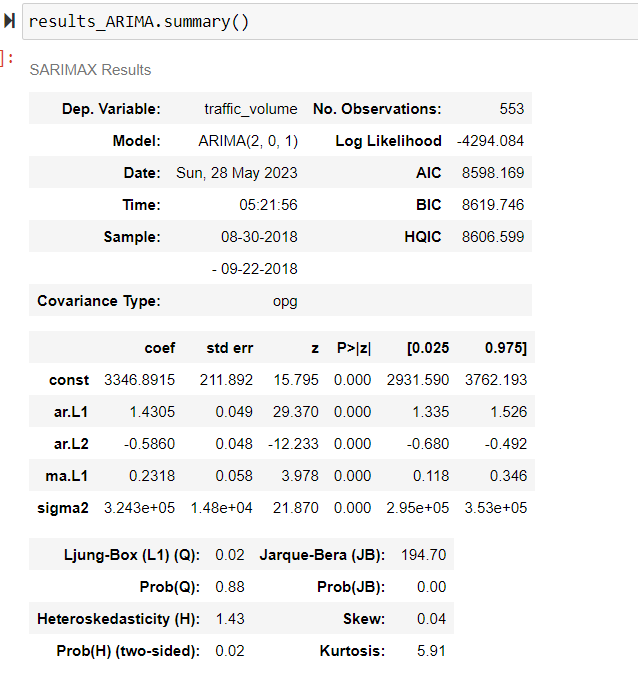 results_ARIMA.summary()
]:
SARIMAX Results
Dep. Variable: traffic_volume No. Observations: 553
Model: ARIMA(2, 0, 1) Log Likelihood -4294.084
Date: Sun, 28 May 2023 AIC 8598.169
Time: 05:21:56 BIC 8619.746
Sample: 08-30-2018 HQIC 8606.599
- 09-22-2018
Covariance Type: opg
coef std err z P>|z| [0.025 0.975]
const 3346.8915 211.892 15.795 0.000 2931.590 3762.193
ar.L1 1.4305 0.049 29.370 0.000 1.335 1.526
ar.L2 -0.5860 0.048 -12.233 0.000 -0.680 -0.492
ma.L1 0.2318 0.058 3.978 0.000 0.118 0.346
sigma2 3.243e+05 1.48e+04 21.870 0.000 2.95e+05 3.53e+05
Ljung-Box (L1) (Q): 0.02 Jarque-Bera (JB): 194.70
Prob(Q): 0.88 Prob(JB): 0.00
Heteroskedasticity (H): 1.43 Skew: 0.04
Prob(H) (two-sided): 0.02 Kurtosis: 5.91